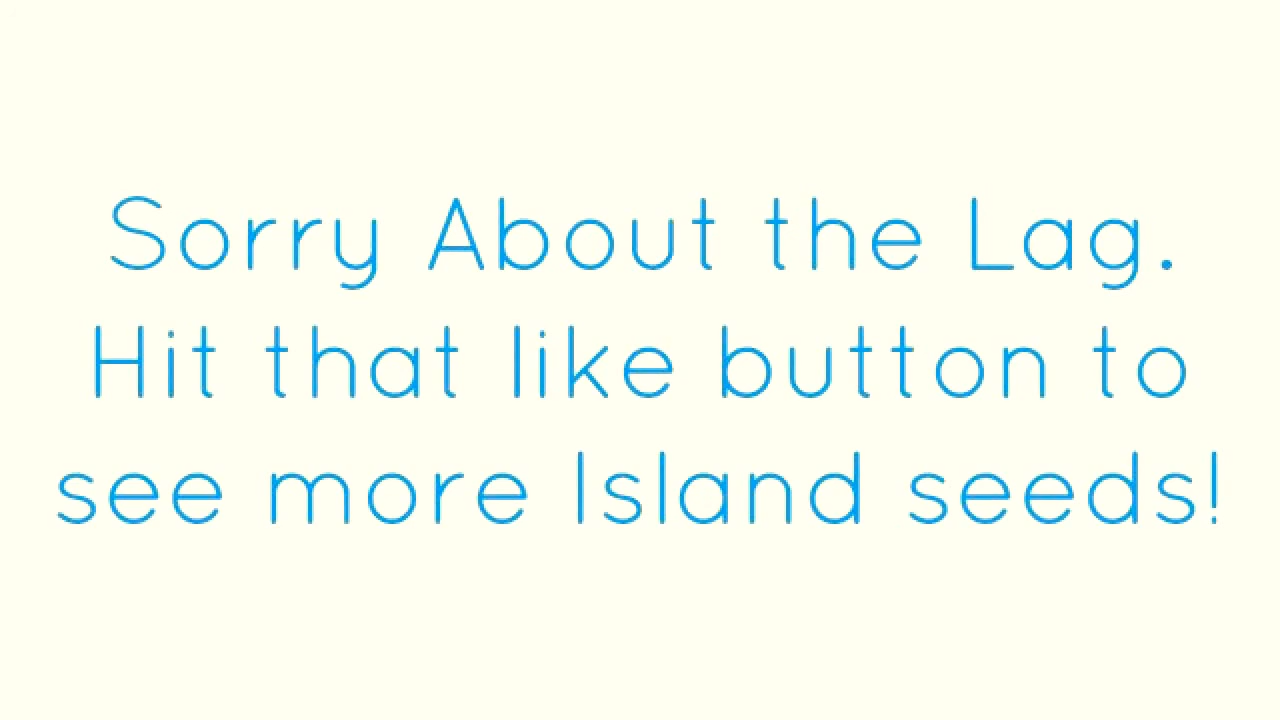 Sorry About the Lag.
Hit that like button to
see more Island seeds!